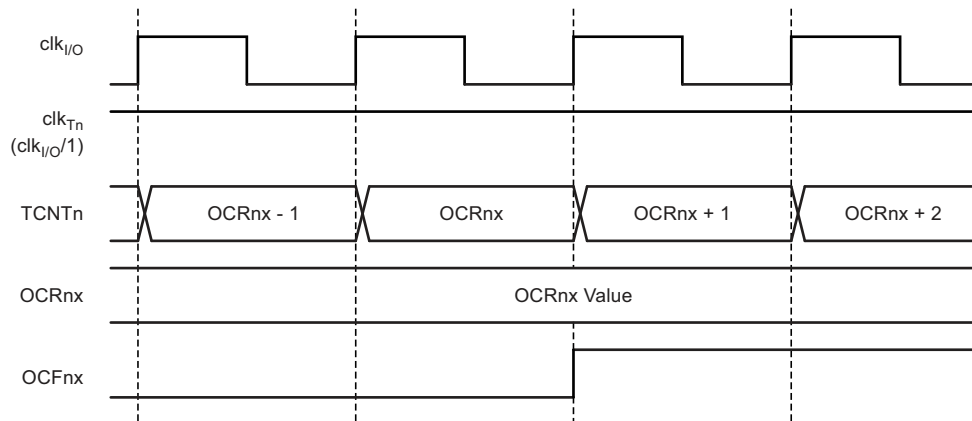 clkI/O
clkTn
(clkI/O/1)
TCNTn OCRnx - 1 OCRnx OCRnx + 1 OCRnx + 2
OCRnx OCRnx Value
OCFnx